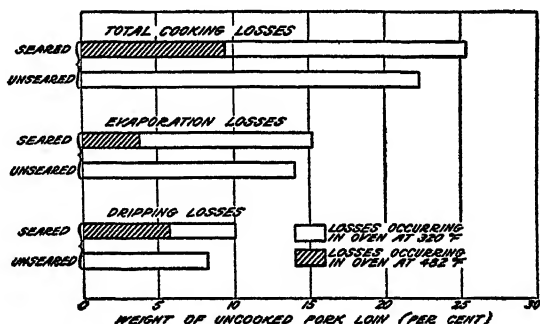 TOTAL COOKING LOSSES
SEARED
UNSEARED
EVAPORATION LOSSES
SEARED
UNSEARED
DRIPPING LOSSES
SEARED
UNSEARED
LOSSES OCCURRING
IN OVEN AT 320 °F
LOSSES OCCURRING
IN OVEN AT 482 °F
0 5 10 15 20 25 30
WEIGHT OF UNCOOKED PORK LOIN (PER CENT)